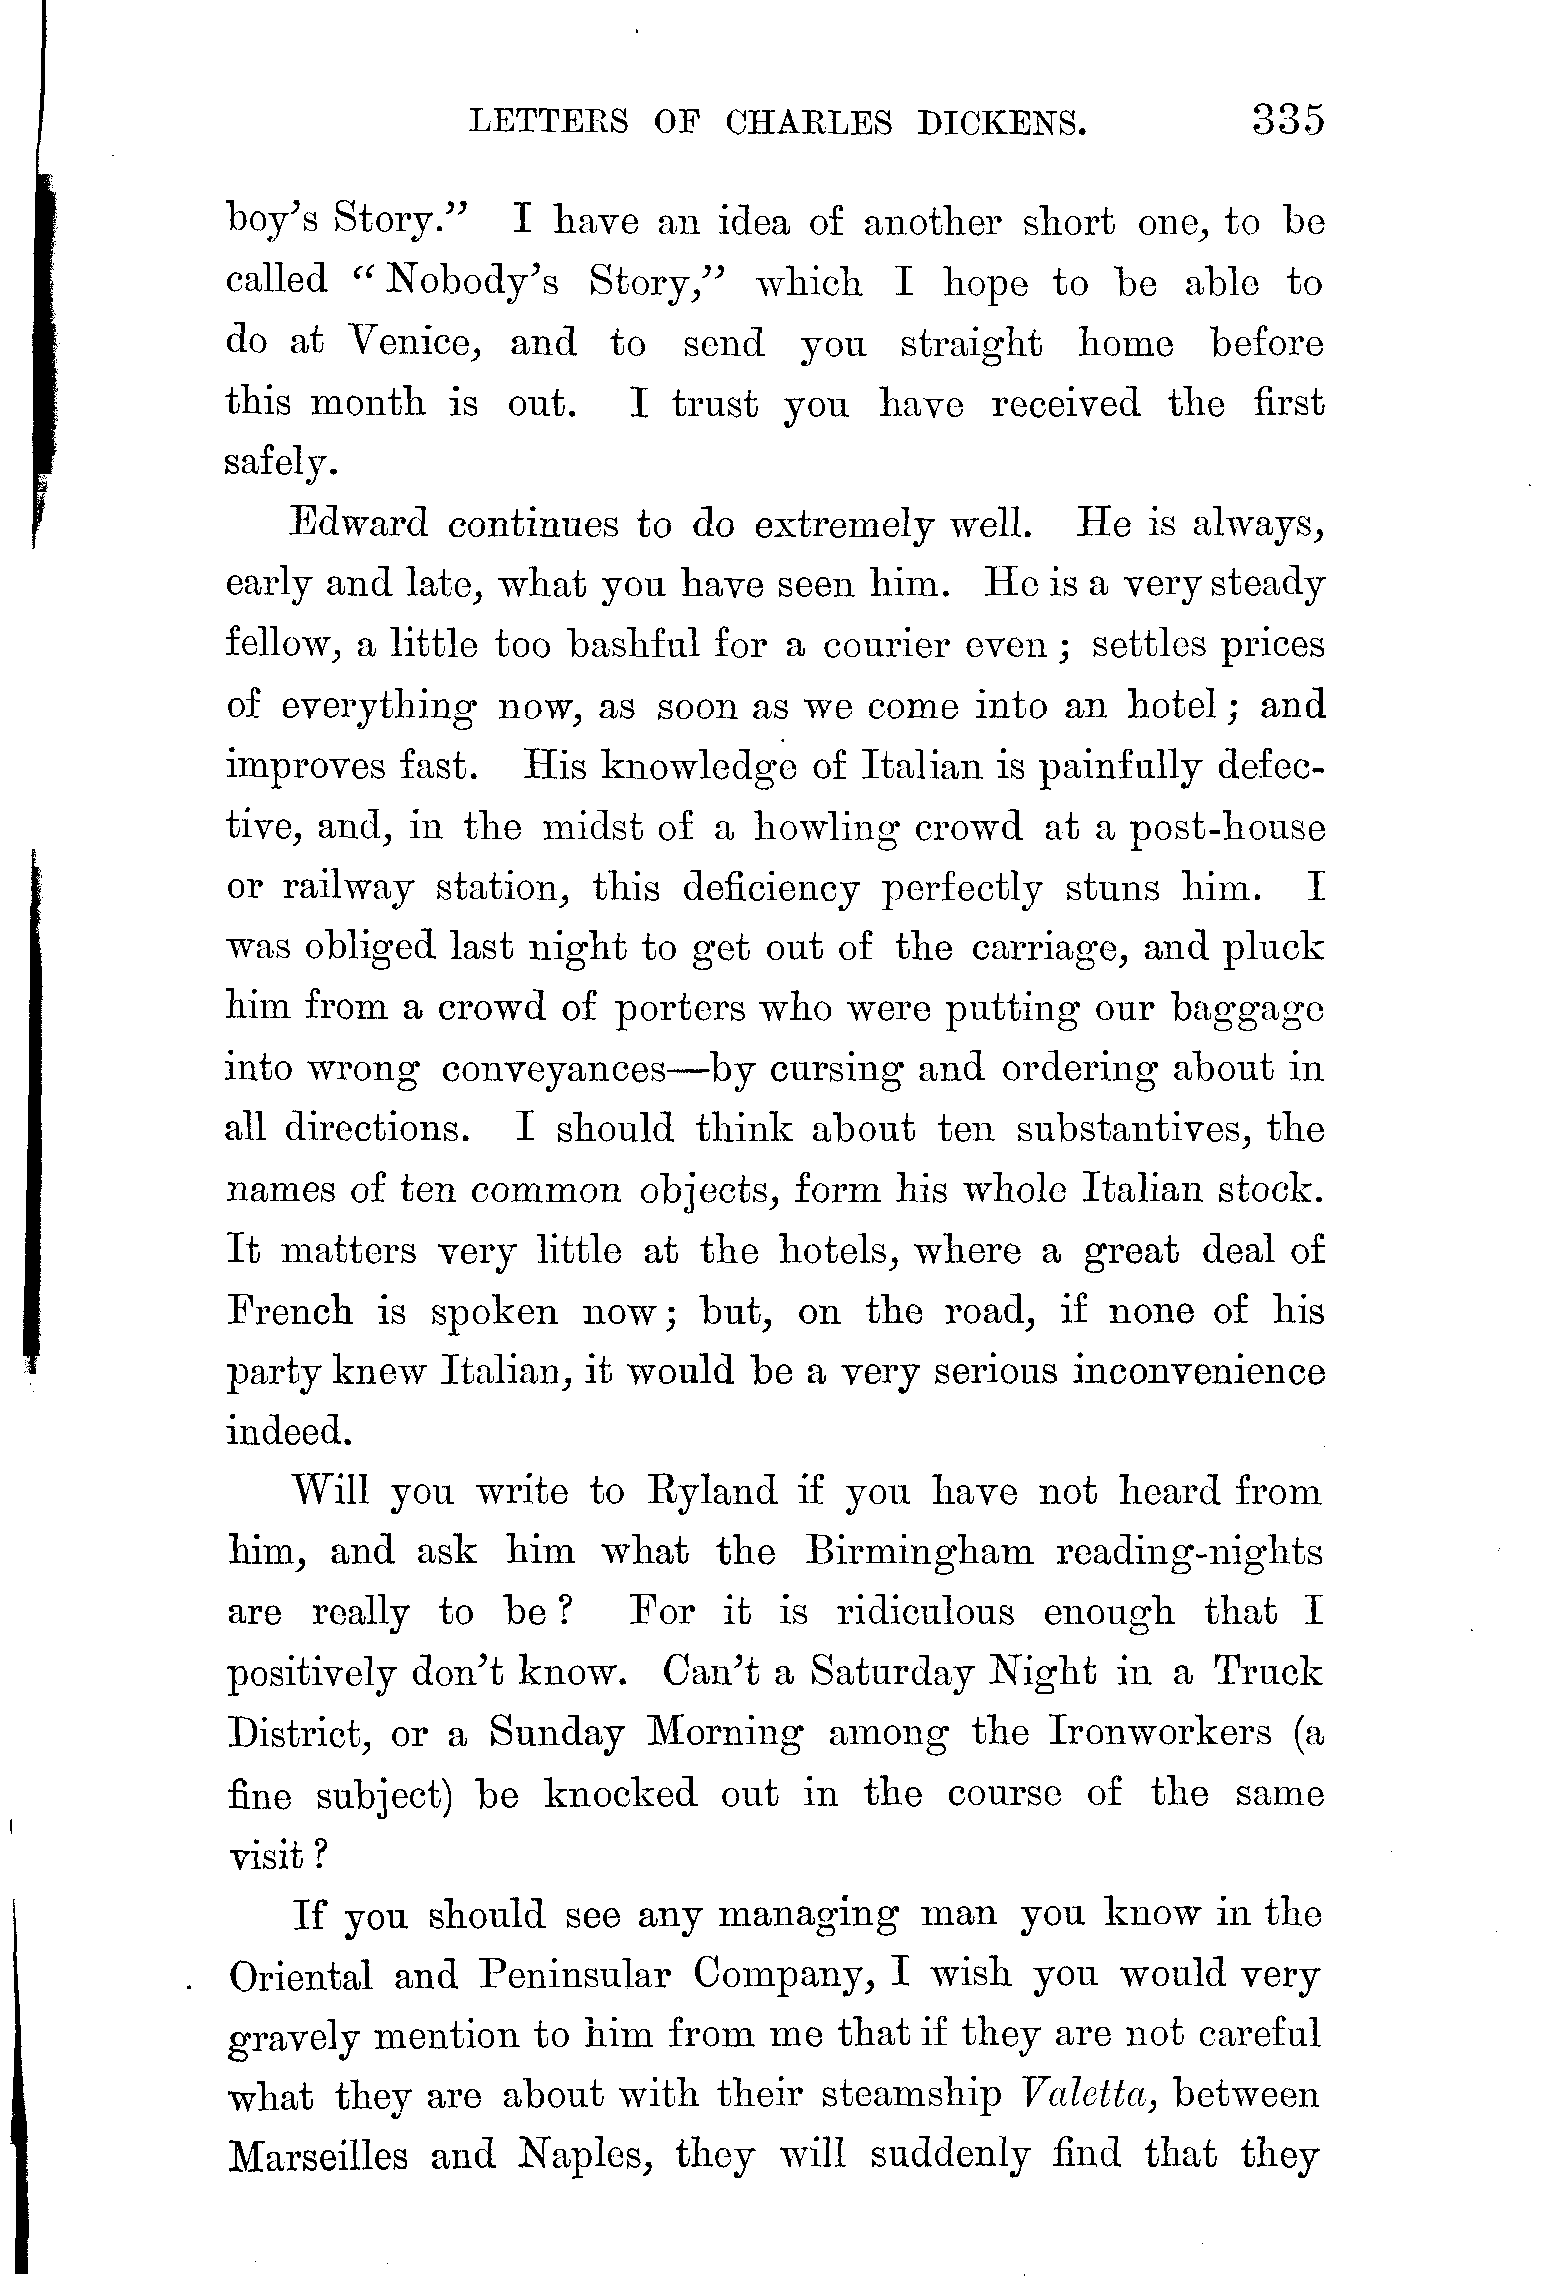 LETTERS OF CHARLES DICKENS. 335
boy's Story." I have an idea of another short one, to be
called "Nobody's Story," which I hope to be able to
do at Venice, and to send you straight home before
this month is out. I trust you have received the first
safely.
Edward continues to do extremely well. He is always,
early and late, what you have seen him. He is a very steady
fellow, a little too bashful for a courier even; settles prices
of everything now, as soon as we come into an hotel; and
improves fast. His knowledge of Italian is painfully defec-
tive, and, in the midst of a howling crowd at a post-house
or railway station, this deficiency perfectly stuns him. I
was obliged last night to get out of the carriage, and pluck
him from a crowd of porters who were putting our baggage
into wrong conveyances—by cursing and ordering about in
all directions. I should think about ten substantives, the
names of ten common objects, form his whole Italian stock.
It matters very little at the hotels, where a great deal of
French is spoken now; but, on the road, if none of his
party knew Italian, it would be a very serious inconvenience
indeed.
Will you write to Ryland if you have not heard from
him, and ask him what the Birmingham reading-nights
are really to be? For it is ridiculous enough that I
positively don't know. Can't a Saturday Night in a Truck
District, or a Sunday Morning among the Ironworkers (a
fine subject) be knocked out in the course of the same
visit?
If you should see any managing man you know in the
Oriental and Peninsular Company, I wish you would very
gravely mention to him from me that if they are not careful
what they are about with their steamship Valetta, between
Marseilles and Naples, they will suddenly find that they